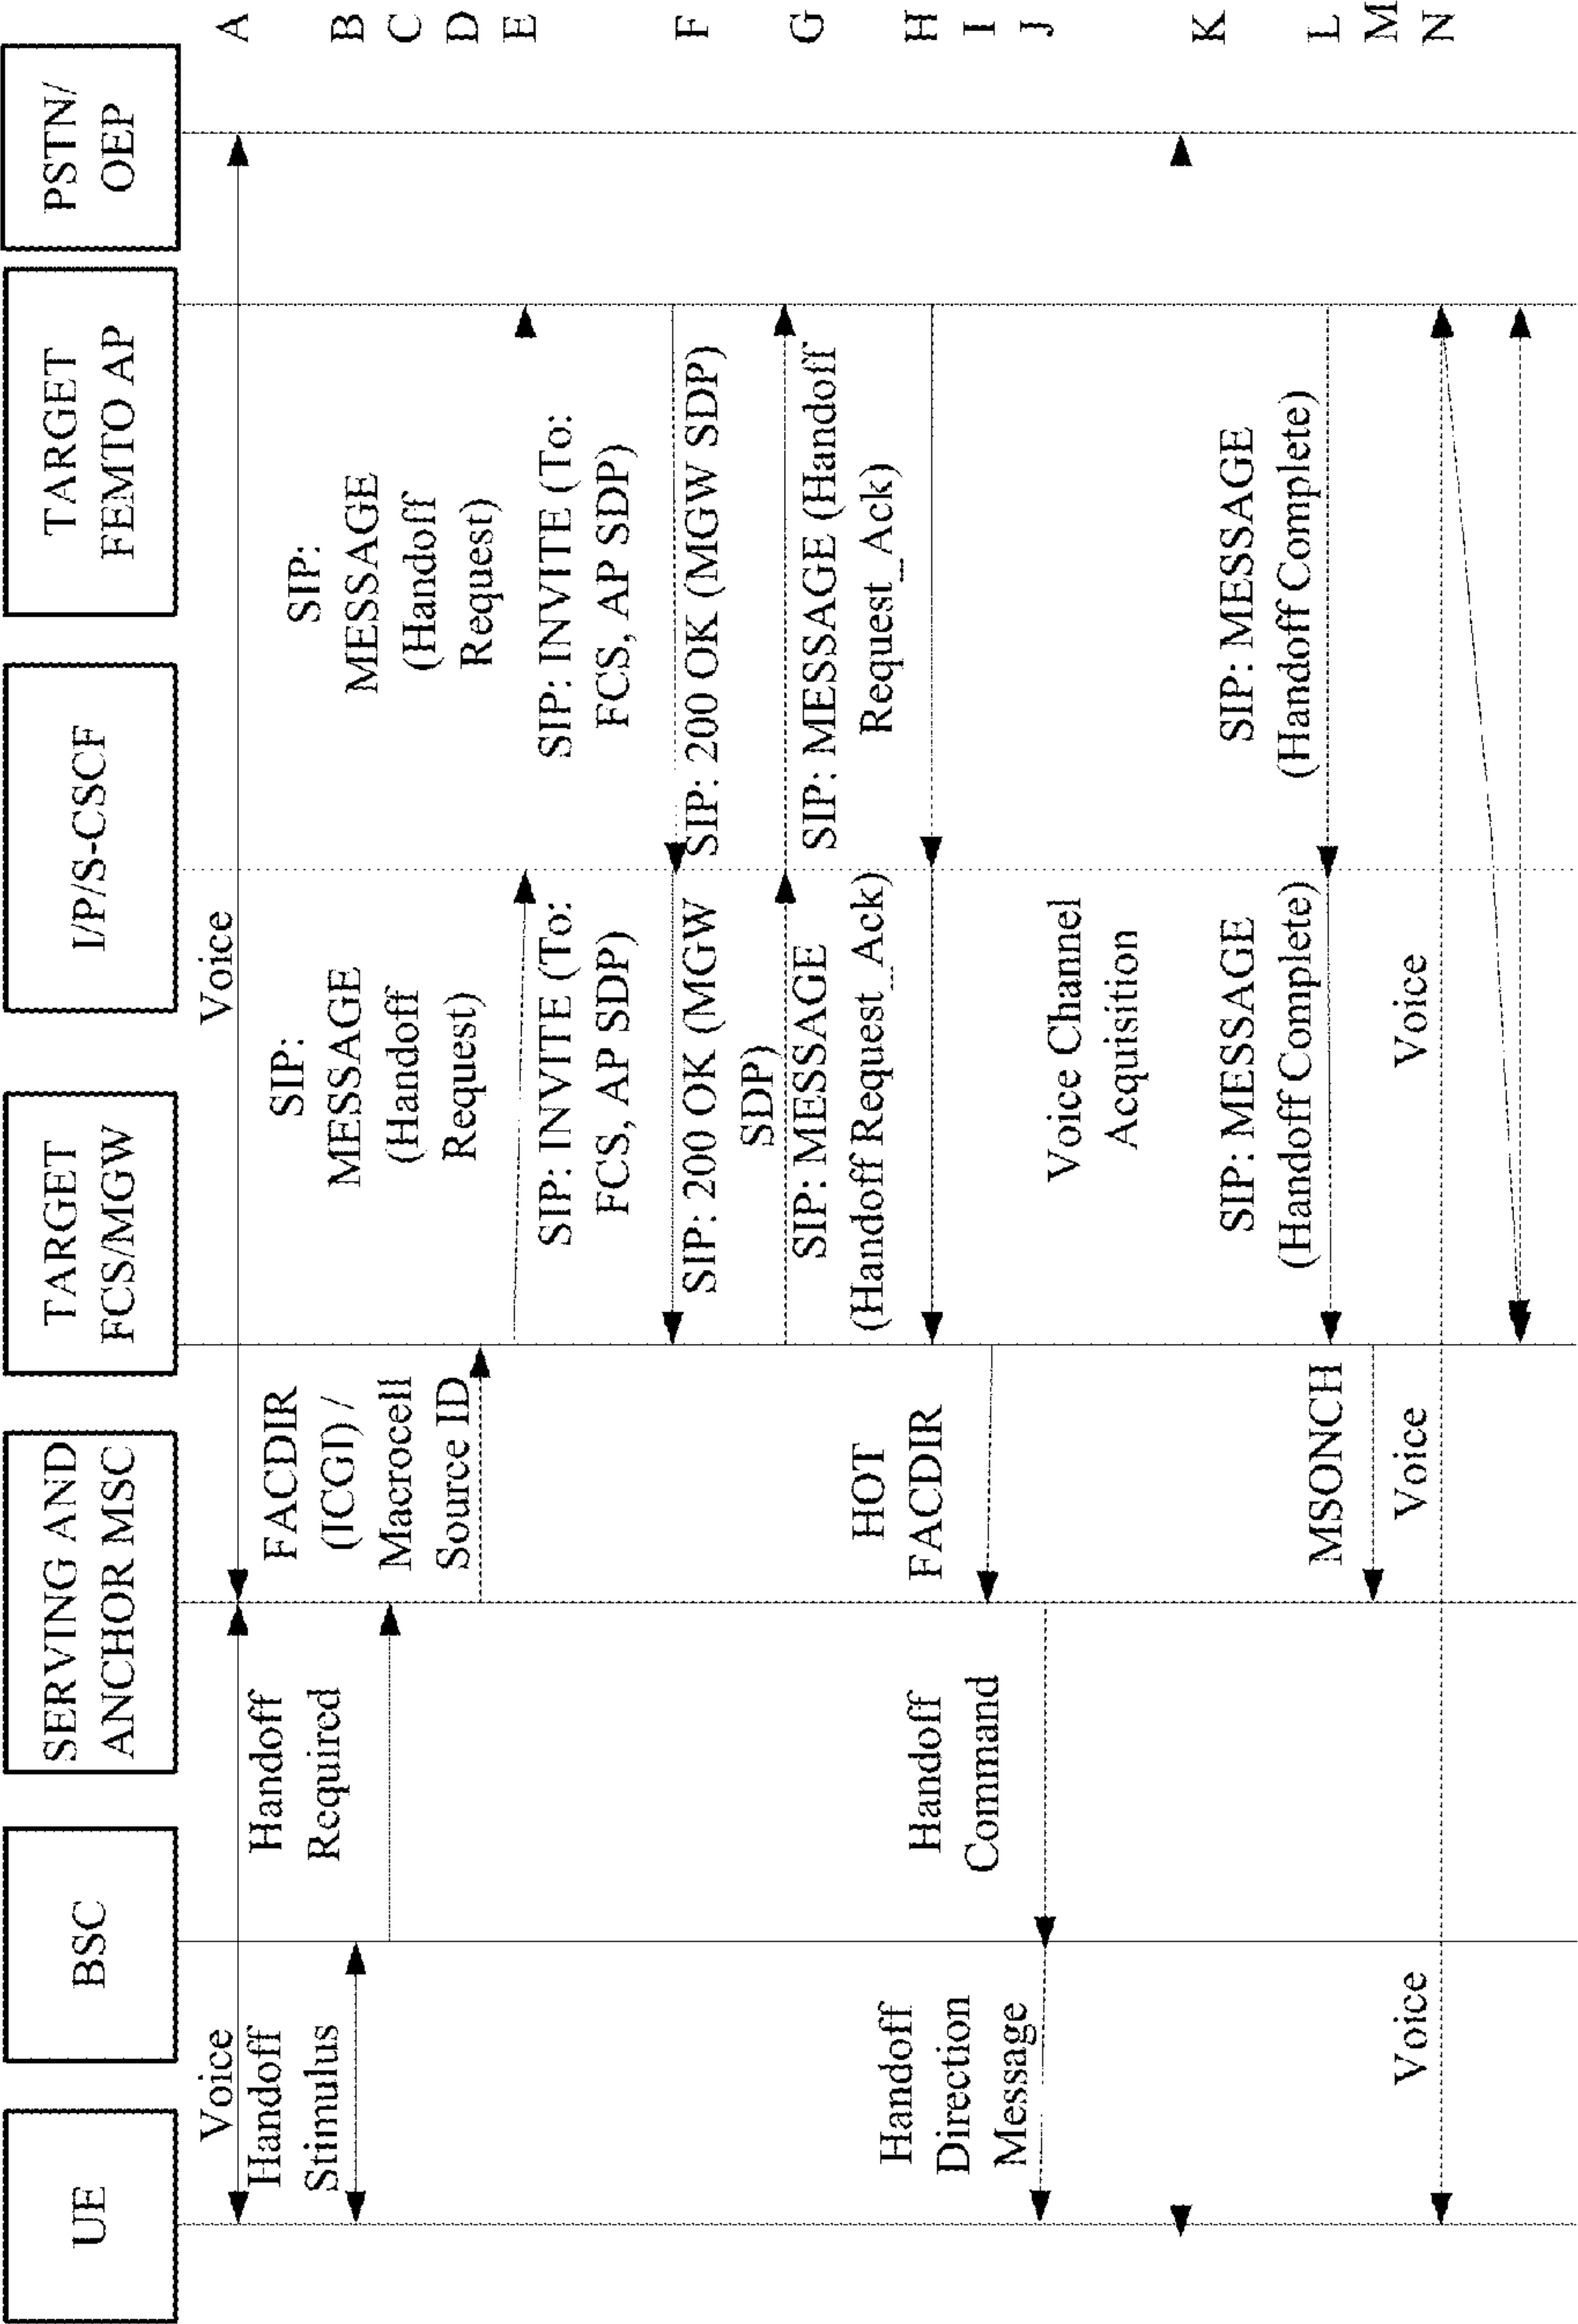 UE
BSC
SERVING AND
ANCHOR MSC
TARGET
FCS/MGW
I/P/S-CSCF
TARGET
FEMTO AP
PSTN/
OEP
Voice
Voice
A
Handoff
Stimulus
Handoff
Required
FACDIR
(ICGI) /
Macrocell
Source ID
SIP:
MESSAGE
(Handoff
Request)
SIP:
MESSAGE
(Handoff
Request)
B
C
D
E
SIP: INVITE (To:
FCS, AP SDP)
SIP: INVITE (To:
FCS, AP SDP)
F
SIP: 200 OK (MGW
SDP)
SIP: 200 OK (MGW SDP)
G
SIP: MESSAGE
(Handoff Request_Ack)
SIP: MESSAGE (Handoff
Request_Ack)
H
Handoff
Direction
Message
Handoff
Command
HOT
FACDIR
I
J
Voice Channel
Acquisition
K
SIP: MESSAGE
(Handoff Complete)
SIP: MESSAGE
(Handoff Complete)
L
MSONCH
M
Voice
Voice
Voice
N